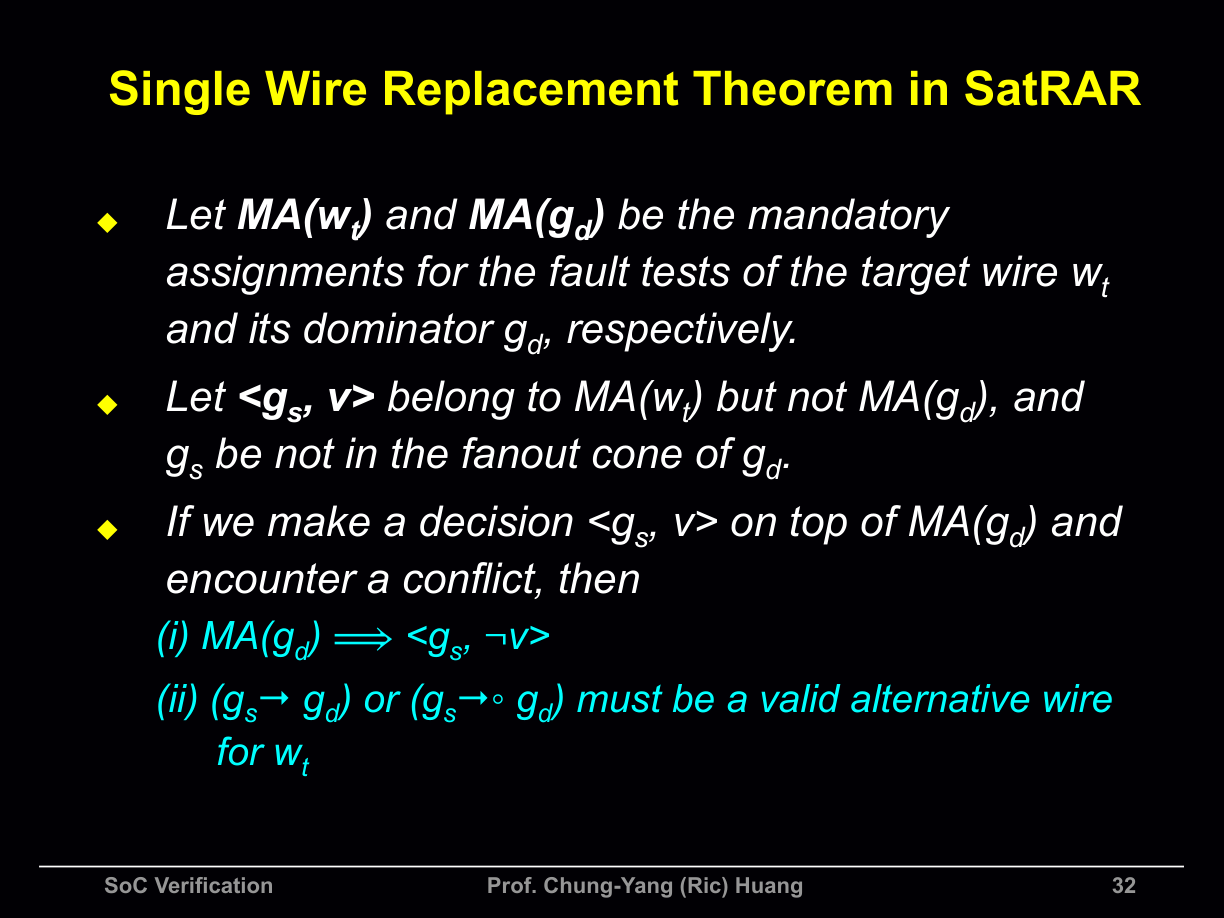 Single Wire Replacement Theorem in SatRAR
◆ Let MA(wt) and MA(gd) be the mandatory
assignments for the fault tests of the target wire wt
and its dominator gd, respectively.
◆ Let <gs, v> belong to MA(wt) but not MA(gd), and
gs be not in the fanout cone of gd.
◆ If we make a decision <gs, v> on top of MA(gd) and
encounter a conflict, then
(i) MA(gd) ⟹ <gs, ¬v>
(ii) (gs➞ gd) or (gs➞◦ gd) must be a valid alternative wire
for wt
SoC Verification Prof. Chung-Yang (Ric) Huang 32